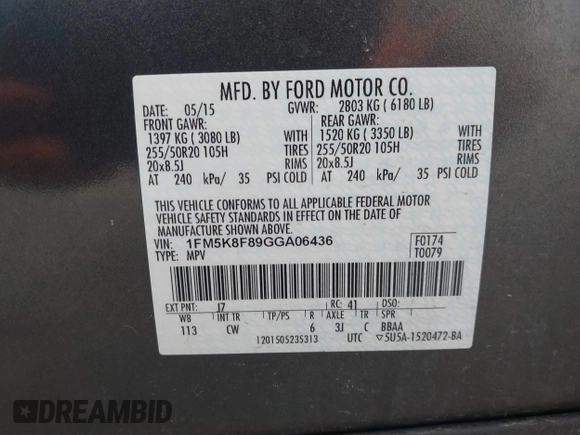 MFD. BY FORD MOTOR CO.
DATE: 05/15 GVWR: 2803 KG ( 6180 LB)
FRONT GAWR: REAR GAWR:
1397 KG ( 3080 LB) WITH 1520 KG ( 3350 LB) WITH
255/50R20 105H TIRES 255/50R20 105H TIRES
20x8.5J RIMS 20x8.5J RIMS
AT 240 kPa/ 35 PSI COLD AT 240 kPa/ 35 PSI COLD
THIS VEHICLE CONFORMS TO ALL APPLICABLE FEDERAL MOTOR
VEHICLE SAFETY STANDARDS IN EFFECT ON THE DATE OF
MANUFACTURE SHOWN ABOVE.
VIN: 1FM5K8F89GGA06436 F0174
TYPE: MPV T0079
EXT PNT: J7 RC: 41 DSO:
WB INT TR TP/PS R AXLE TR SPR
113 CW 6 3J C BBAA
1201505235313 UTC ▽5U5A-1520472-BA
DREAMBID